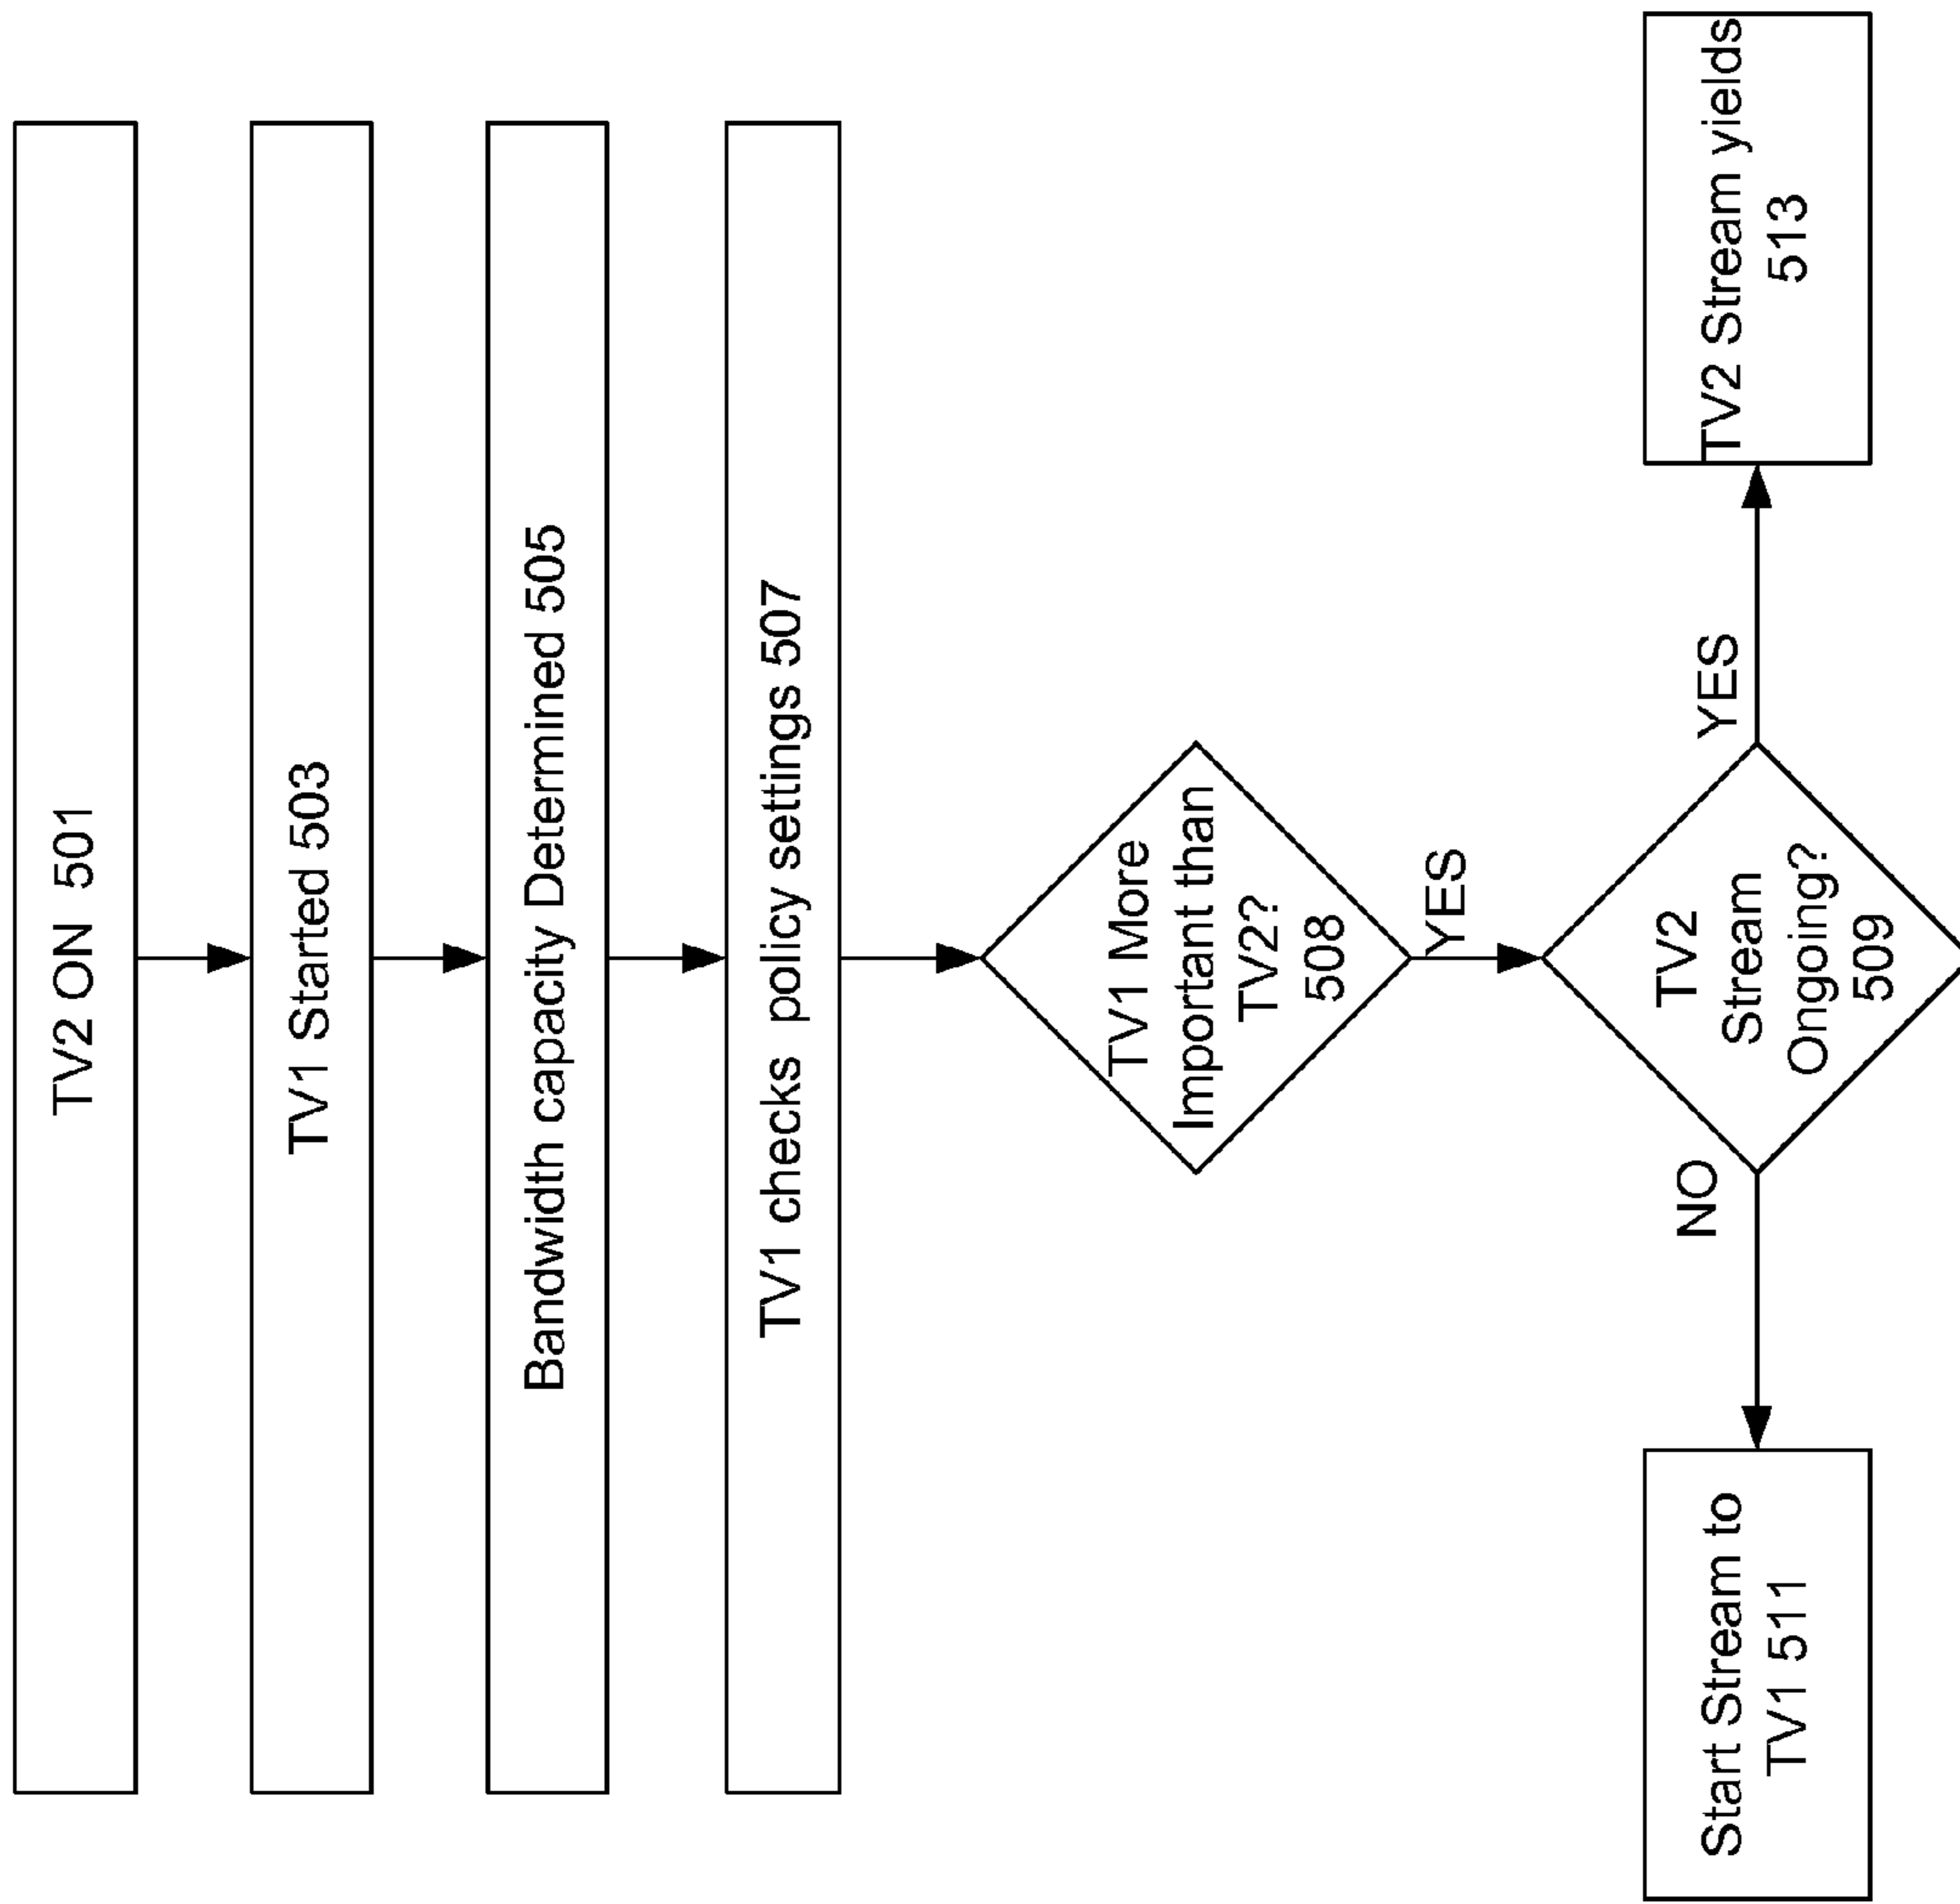 TV2 ON 501
TV1 Started 503
Bandwidth capacity Determined 505
TV1 checks policy settings 507
TV1 More
Important than
TV2?
508
YES
TV2
Stream
Ongoing?
509
NO
YES
Start Stream to
TV1 511
TV2 Stream yields
513